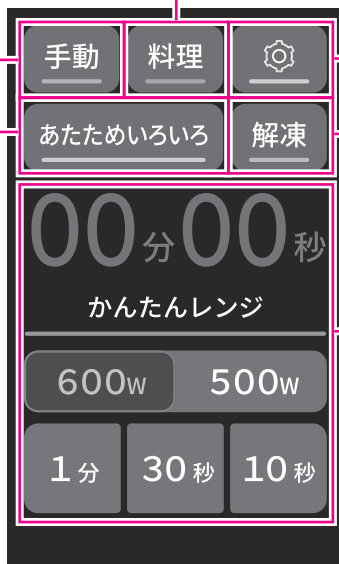 手動 料理
あたためいろいろ 解凍
00分00秒
かんたんレンジ
600W 500W
1分 30秒 10秒